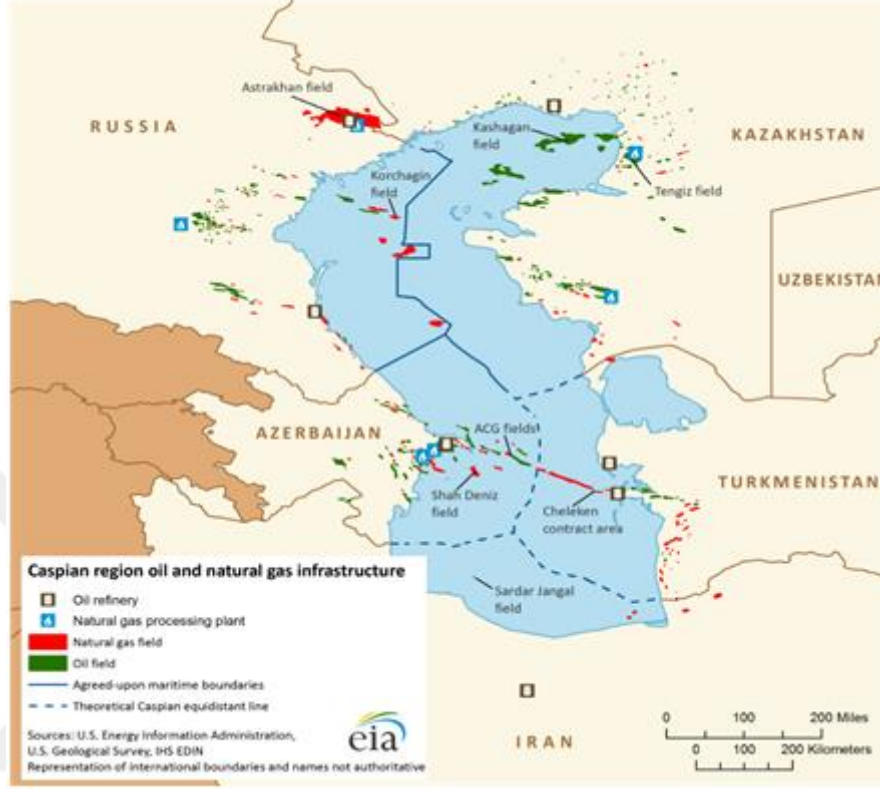 Astrakhan field
RUSSIA
Kashagan
field
KAZAKHSTAN
Korchagin
field
Tengiz field
UZBEKISTAN
AZERBAIJAN
ACG fields
Shah Deniz
field
Cheleken
contract area
TURKMENISTAN
Sardar Jangal
field
IRAN
Caspian region oil and natural gas infrastructure
Oil refinery
Natural gas processing plant
Natural gas field
Oil field
Agreed-upon maritime boundaries
Theoretical Caspian equidistant line
Sources: U.S. Energy Information Administration,
U.S. Geological Survey, IHS EDIN
Representation of international boundaries and names not authoritative
eia
0 100 200 Miles
0 100 200 Kilometers